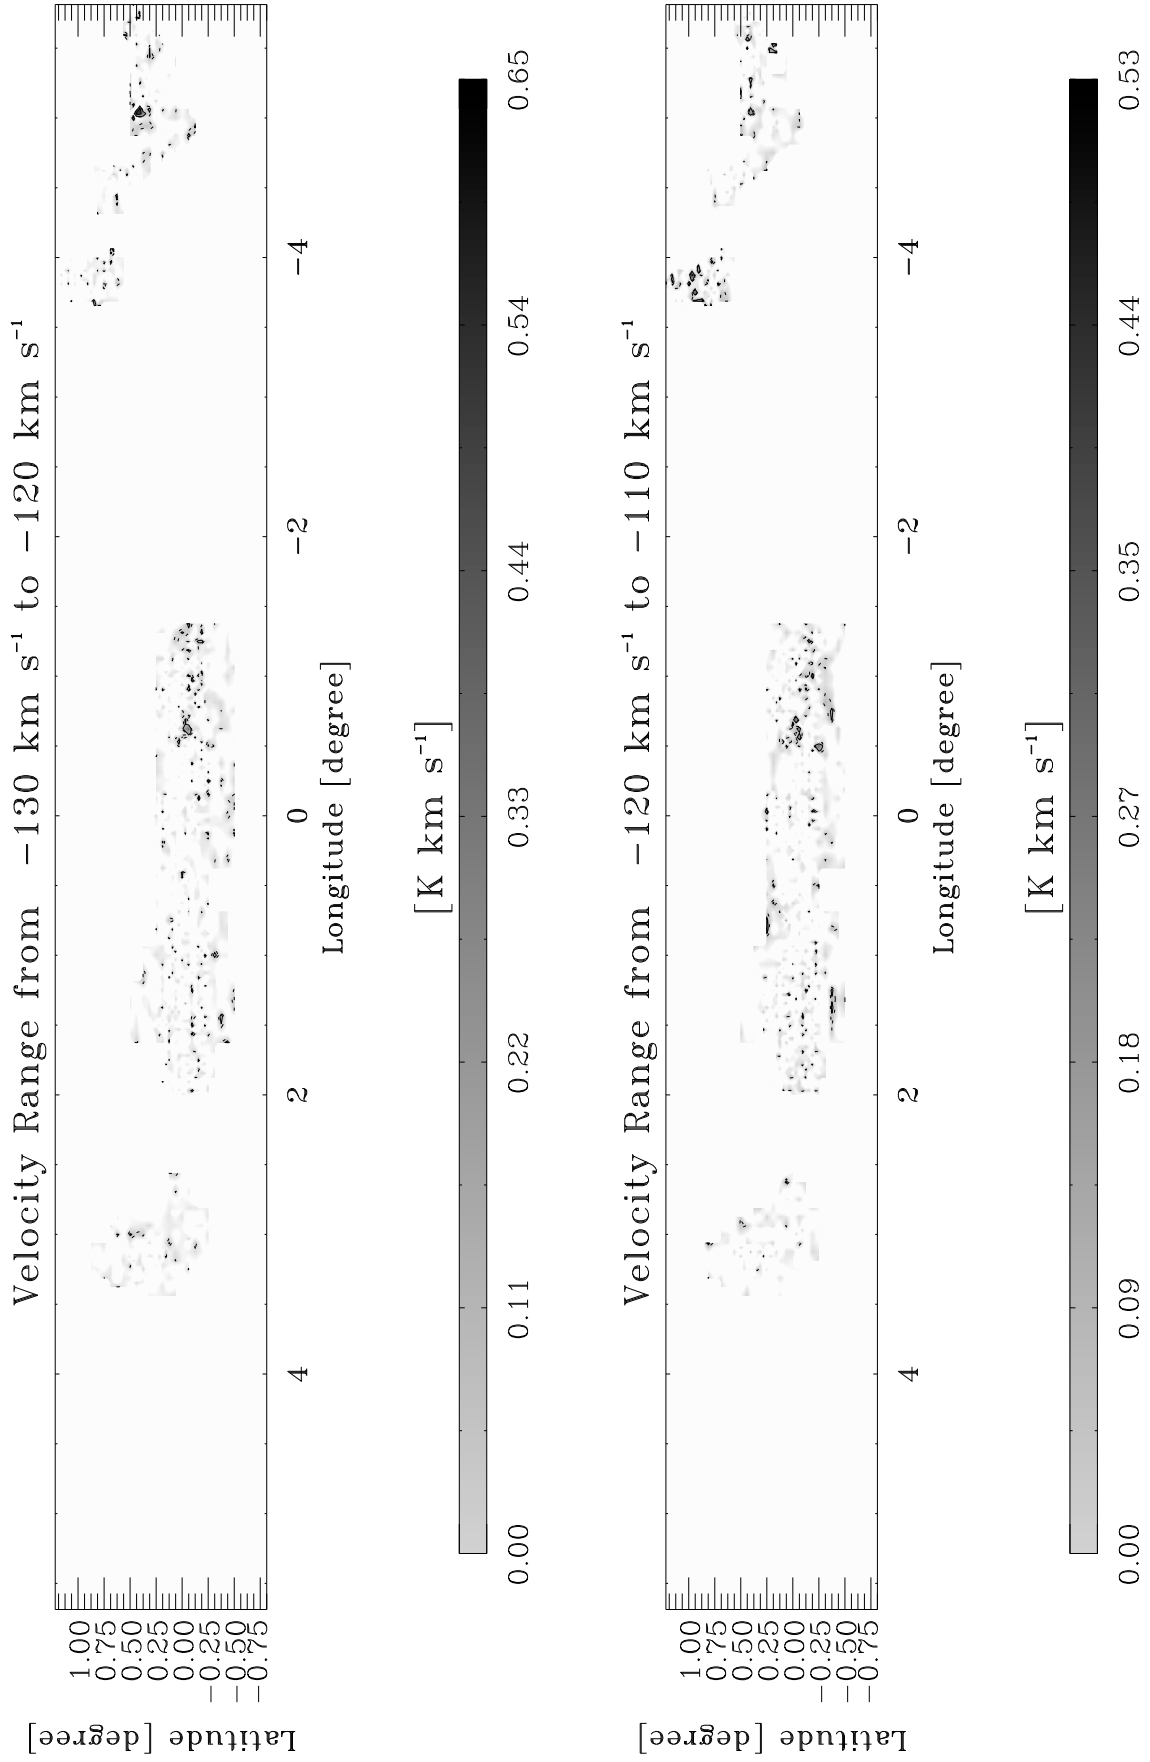 Velocity Range from −130 km s⁻¹ to −120 km s⁻¹
Latitude [degree]
1.00
0.75
0.50
0.25
0.00
−0.25
−0.50
−0.75
4 2 0 −2 −4
Longitude [degree]
[K km s⁻¹]
0.00 0.11 0.22 0.33 0.44 0.54 0.65
Velocity Range from −120 km s⁻¹ to −110 km s⁻¹
Latitude [degree]
1.00
0.75
0.50
0.25
0.00
−0.25
−0.50
−0.75
4 2 0 −2 −4
Longitude [degree]
[K km s⁻¹]
0.00 0.09 0.18 0.27 0.35 0.44 0.53